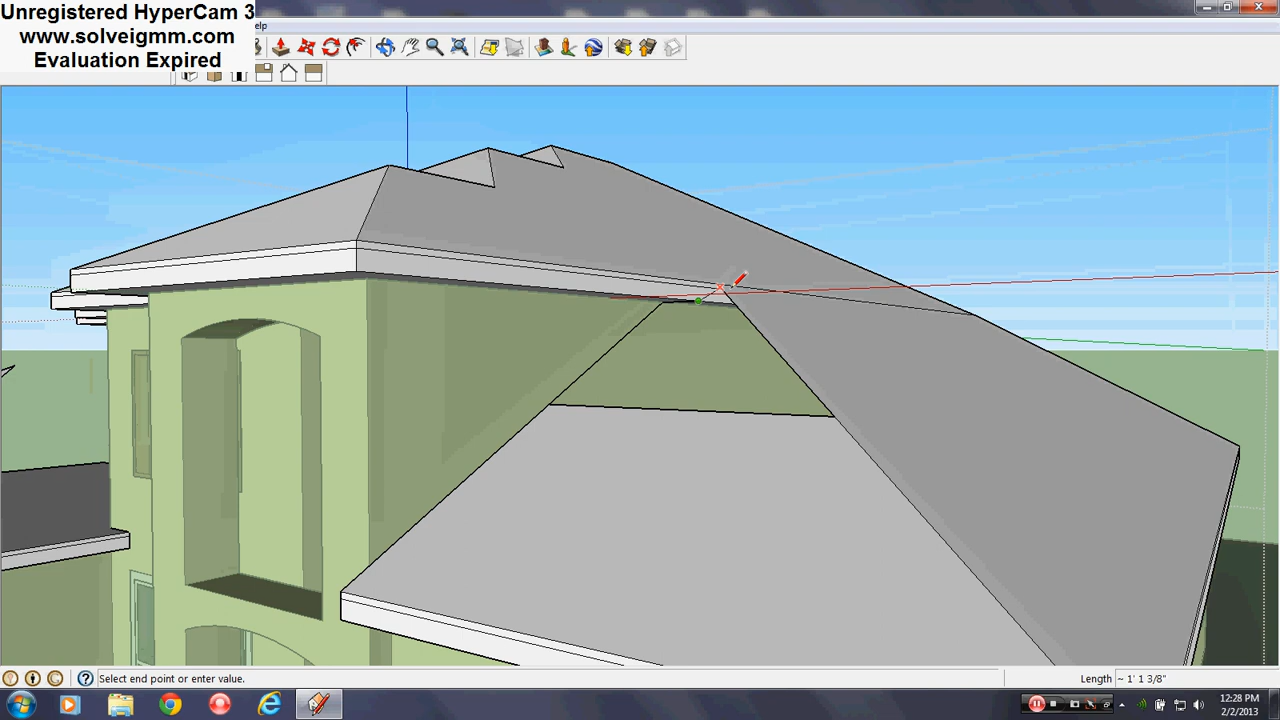 Unregistered HyperCam 3
www.solveigmm.com
Evaluation Expired
elp
Select end point or enter value.
Length ~ 1' 1 3/8"
12:28 PM
2/2/2013